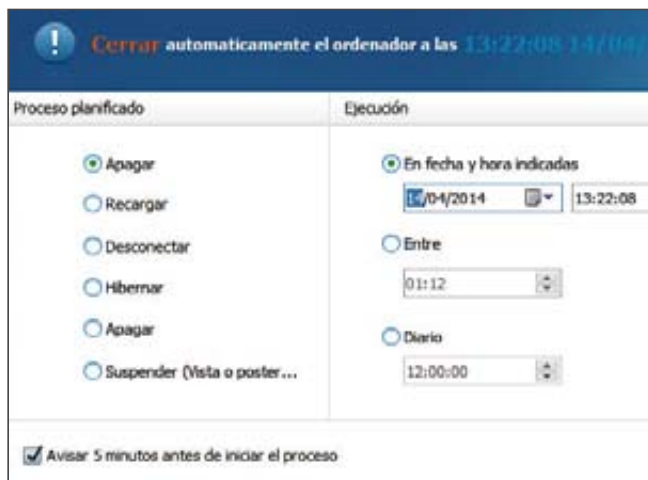 Cerrar automaticamente el ordenador a las 13:22:08 14/04/
Proceso planificado
Apagar
Recargar
Desconectar
Hibernar
Apagar
Suspender (Vista o poster...
Ejecución
En fecha y hora indicadas
14/04/2014 13:22:08
Entre
01:12
Diario
12:00:00
Avisar 5 minutos antes de iniciar el proceso